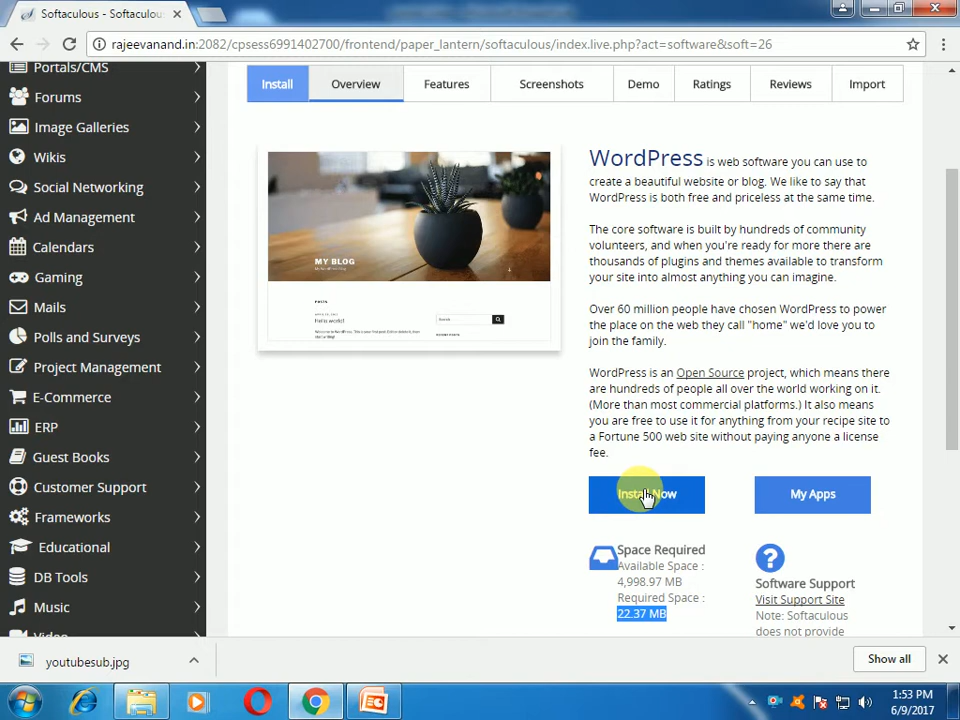 Softaculous - Softaculous
rajeevanand.in:2082/cpsess6991402700/frontend/paper_lantern/softaculous/index.live.php?act=software&soft=26
Portals/CMS
Forums
Image Galleries
Wikis
Social Networking
Ad Management
Calendars
Gaming
Mails
Polls and Surveys
Project Management
E-Commerce
ERP
Guest Books
Customer Support
Frameworks
Educational
DB Tools
Music
Video
Install
Overview
Features
Screenshots
Demo
Ratings
Reviews
Import
MY BLOG
POSTS
Hello world!
WordPress is web software you can use to
create a beautiful website or blog. We like to say that
WordPress is both free and priceless at the same time.
The core software is built by hundreds of community
volunteers, and when you're ready for more there are
thousands of plugins and themes available to transform
your site into almost anything you can imagine.
Over 60 million people have chosen WordPress to power
the place on the web they call "home" we'd love you to
join the family.
WordPress is an Open Source project, which means there
are hundreds of people all over the world working on it.
(More than most commercial platforms.) It also means
you are free to use it for anything from your recipe site to
a Fortune 500 web site without paying anyone a license
fee.
Install Now
My Apps
Space Required
Available Space :
4,998.97 MB
Required Space :
22.37 MB
Software Support
Visit Support Site
Note: Softaculous
does not provide
youtubesub.jpg
Show all
1:53 PM
6/9/2017